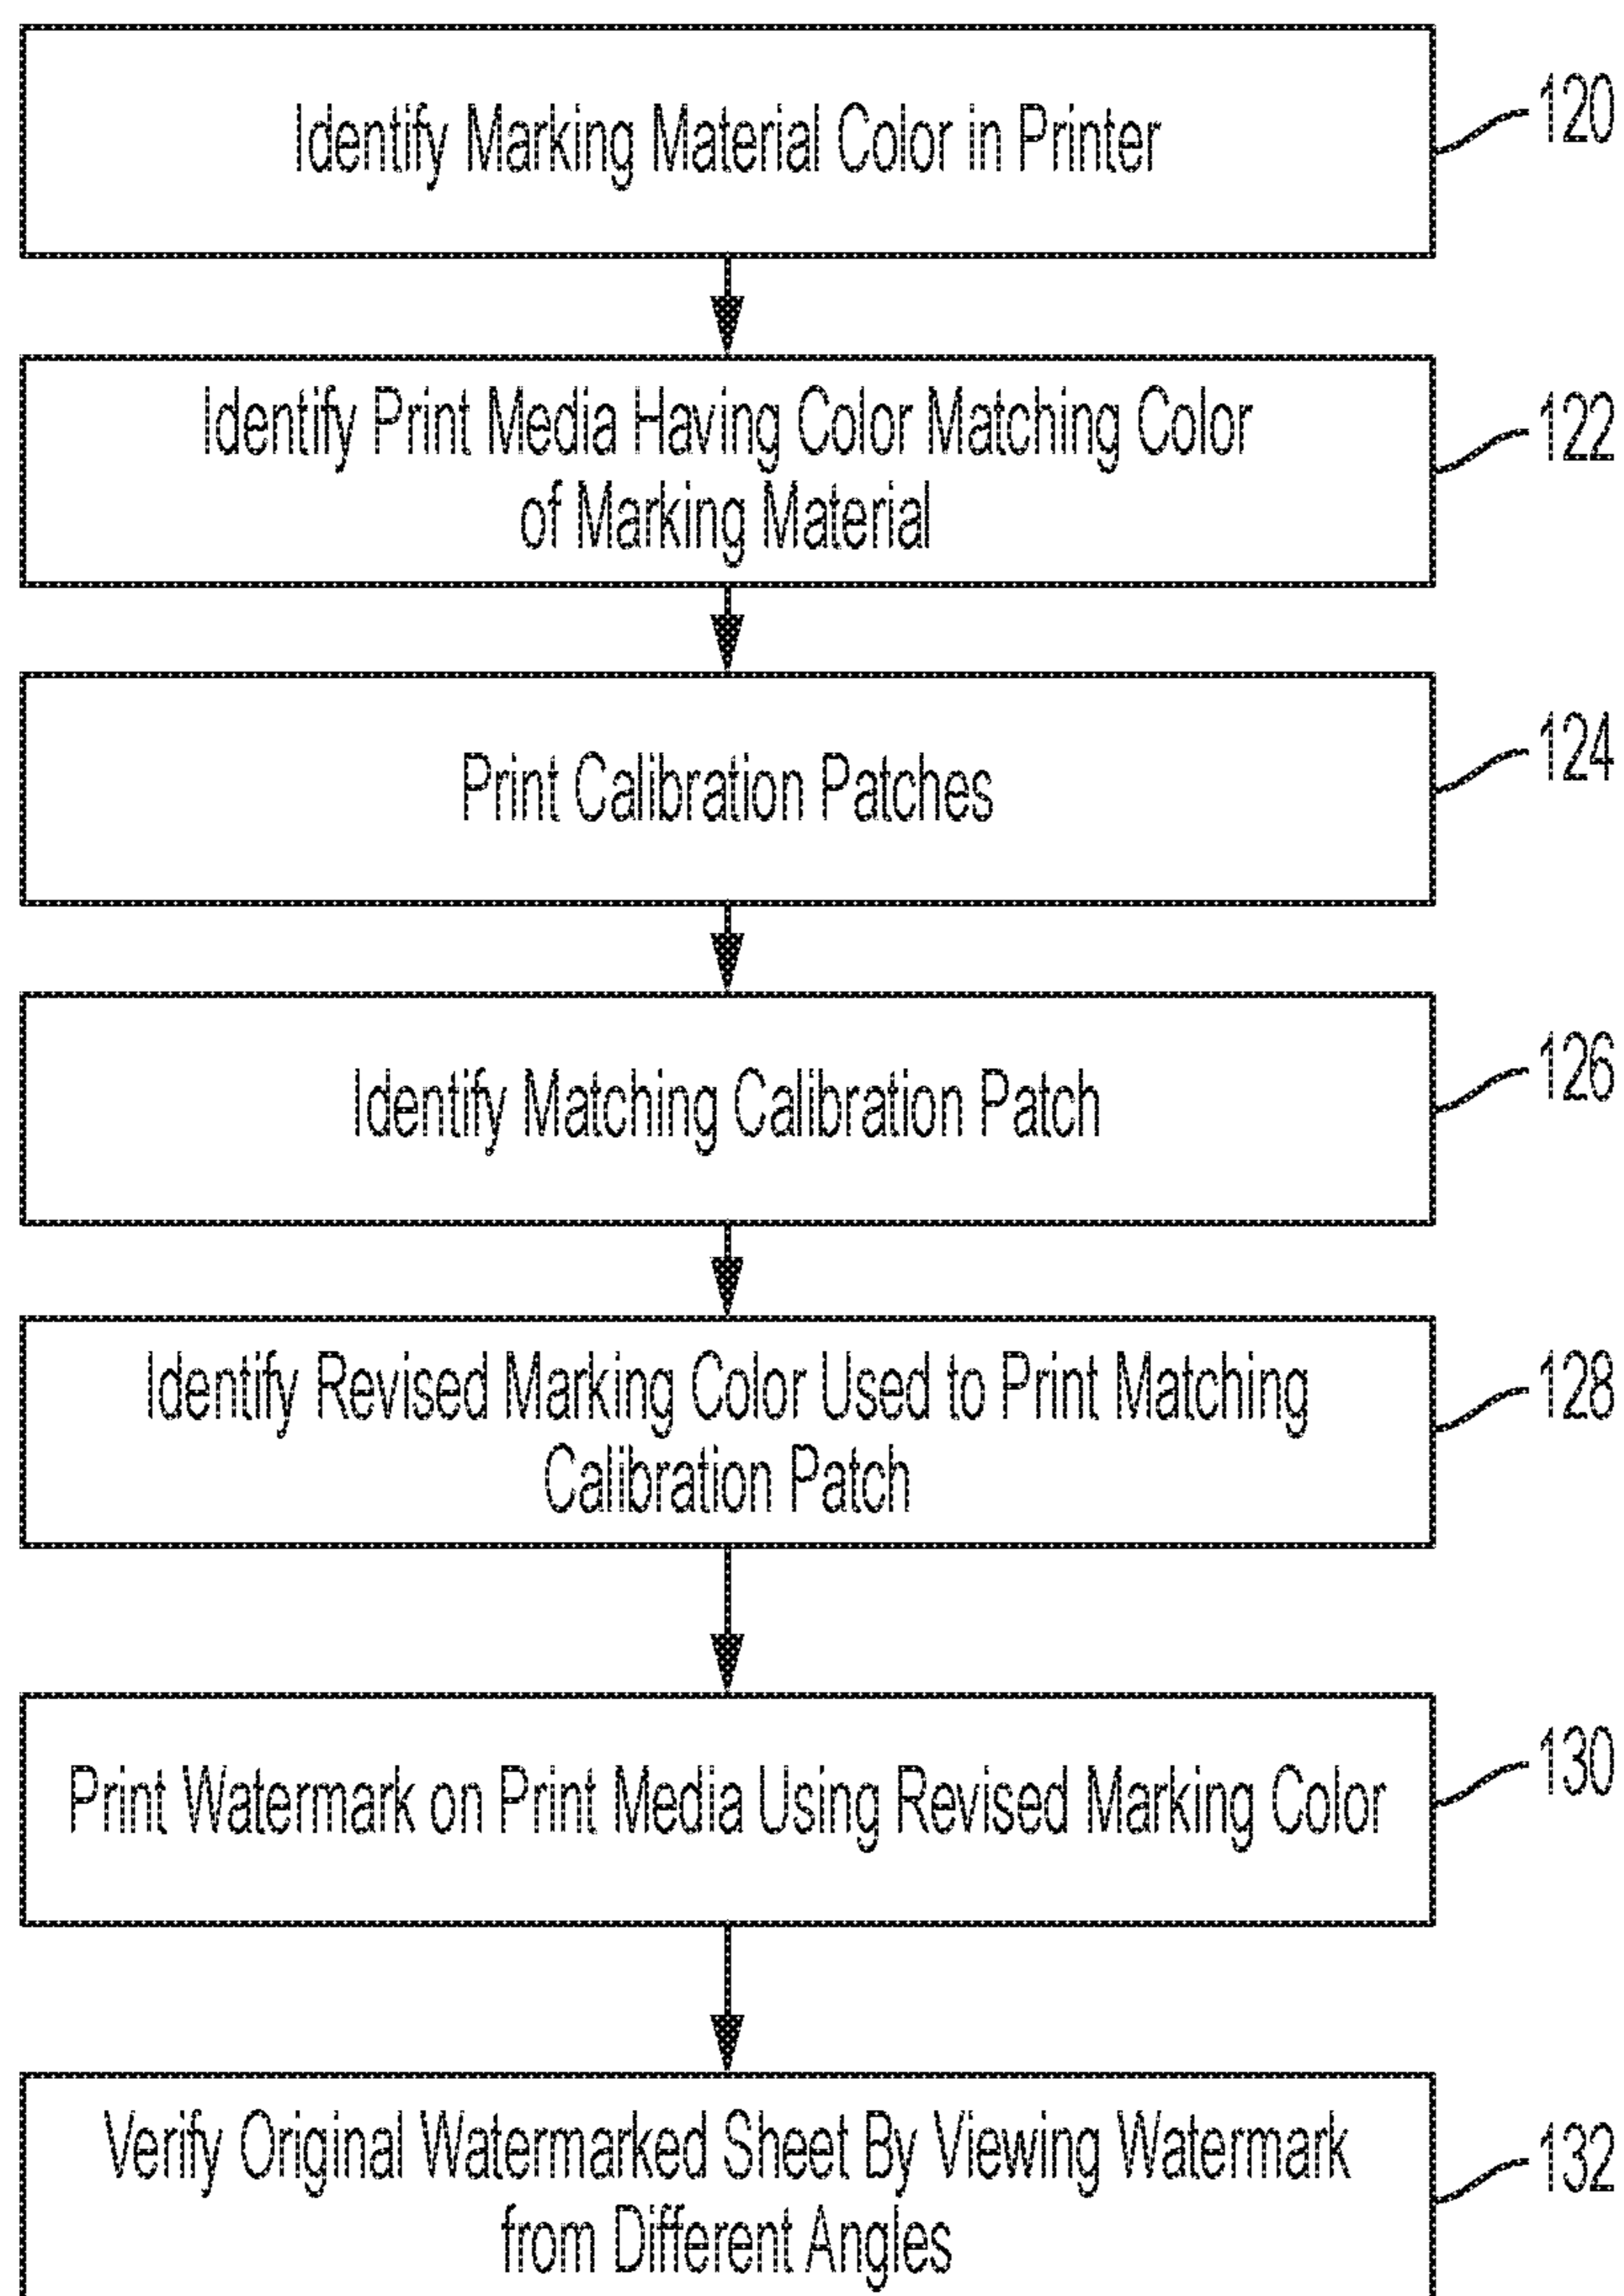 Identify Marking Material Color in Printer
120
Identify Print Media Having Color Matching Color
of Marking Material
122
Print Calibration Patches
124
Identify Matching Calibration Patch
126
Identify Revised Marking Color Used to Print Matching
Calibration Patch
128
Print Watermark on Print Media Using Revised Marking Color
130
Verify Original Watermarked Sheet By Viewing Watermark
from Different Angles
132